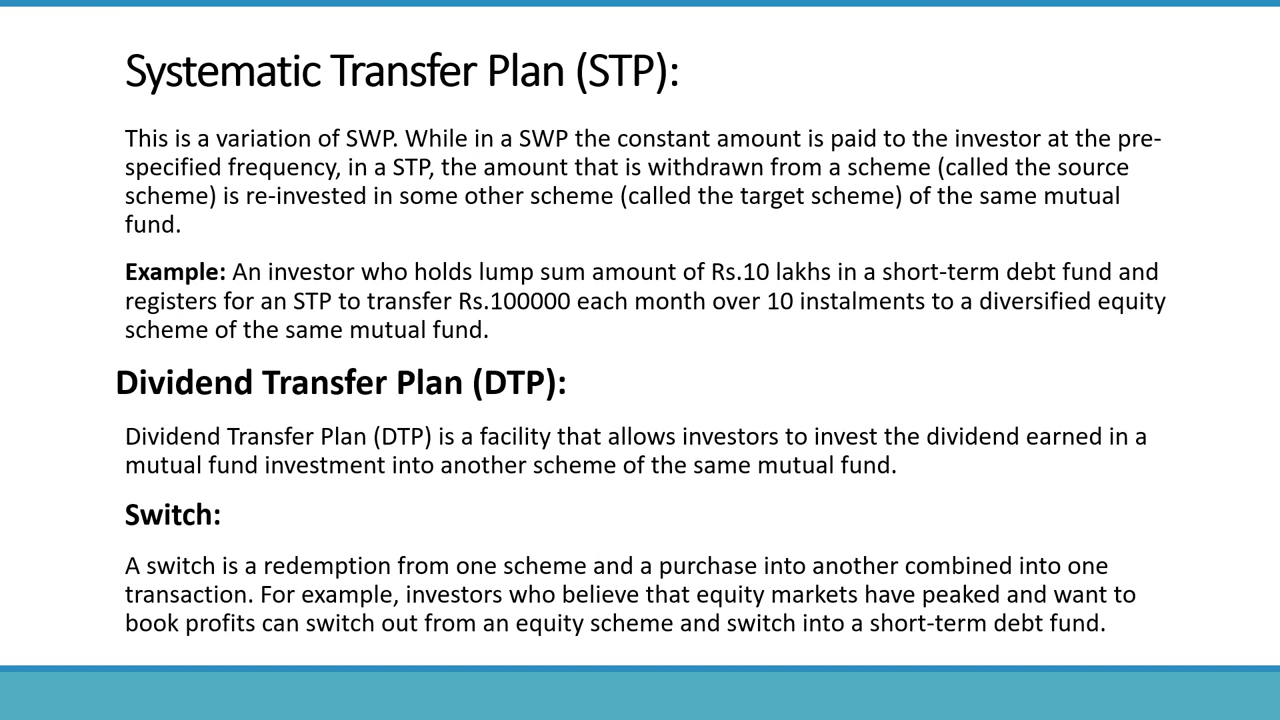 Systematic Transfer Plan (STP):
This is a variation of SWP. While in a SWP the constant amount is paid to the investor at the pre-
specified frequency, in a STP, the amount that is withdrawn from a scheme (called the source
scheme) is re-invested in some other scheme (called the target scheme) of the same mutual
fund.
Example: An investor who holds lump sum amount of Rs.10 lakhs in a short-term debt fund and
registers for an STP to transfer Rs.100000 each month over 10 instalments to a diversified equity
scheme of the same mutual fund.
Dividend Transfer Plan (DTP):
Dividend Transfer Plan (DTP) is a facility that allows investors to invest the dividend earned in a
mutual fund investment into another scheme of the same mutual fund.
Switch:
A switch is a redemption from one scheme and a purchase into another combined into one
transaction. For example, investors who believe that equity markets have peaked and want to
book profits can switch out from an equity scheme and switch into a short-term debt fund.